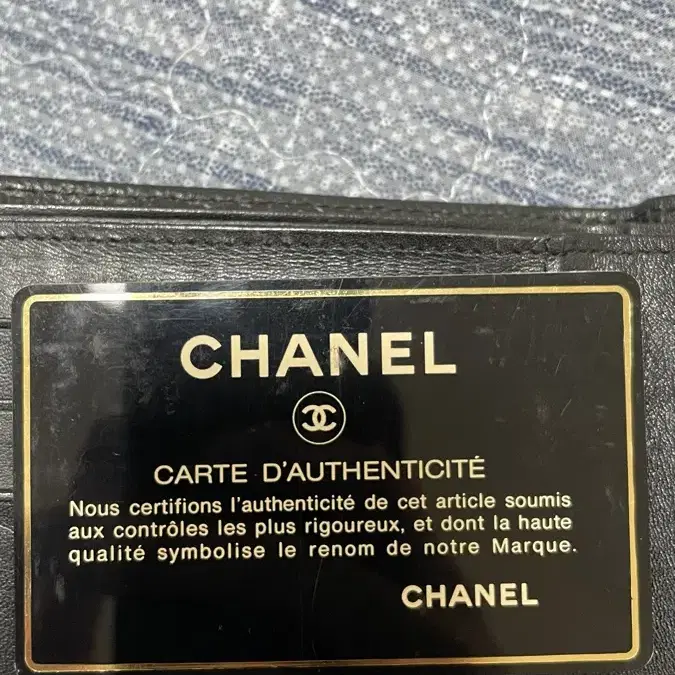 CHANEL
CARTE D'AUTHENTICITÉ
Nous certifions l'authenticité de cet article soumis
aux contrôles les plus rigoureux, et dont la haute
qualité symbolise le renom de notre Marque.
CHANEL